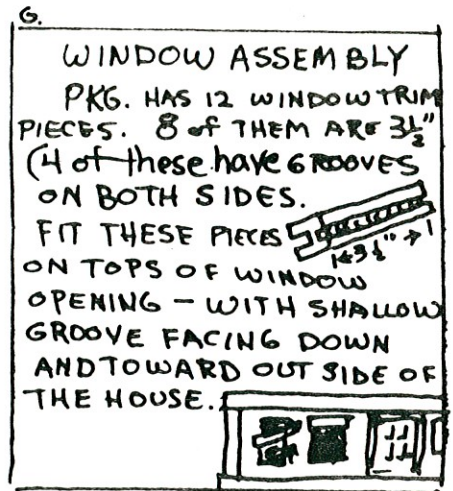 G.
WINDOW ASSEMBLY
PKG. HAS 12 WINDOW TRIM
PIECES. 8 of THEM ARE 3½"
(4 of these have GROOVES
ON BOTH SIDES.
FIT THESE PIECES
3½"
ON TOPS OF WINDOW
OPENING – WITH SHALLOW
GROOVE FACING DOWN
AND TOWARD OUT SIDE OF
THE HOUSE.